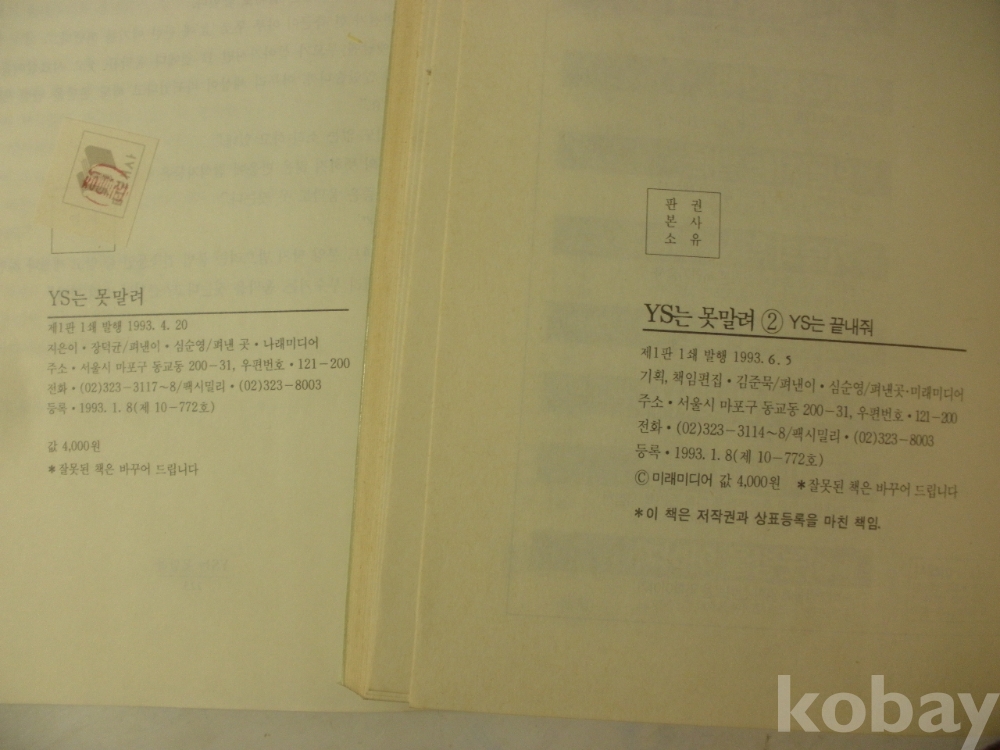 YS는 못말려
제1판 1쇄 발행 1993. 4. 20
지은이・장덕균/펴낸이・심순영/펴낸 곳・나래미디어
주소・서울시 마포구 동교동 200-31, 우편번호・121-200
전화・(02)323-3117~8/팩시밀리・(02)323-8003
등록・1993. 1. 8(제 10-772호)
값 4,000원
*잘못된 책은 바꾸어 드립니다
판 권
본 사
소 유
YS는 못말려 ② YS는 끝내줘
제1판 1쇄 발행 1993. 6. 5
기획, 책임편집・김준묵/펴낸이・심순영/펴낸곳・미래미디어
주소・서울시 마포구 동교동 200-31, 우편번호・121-200
전화・(02)323-3114~8/팩시밀리・(02)323-8003
등록・1993. 1. 8(제 10-772호)
ⓒ미래미디어 값 4,000원 *잘못된 책은 바꾸어 드립니다
*이 책은 저작권과 상표등록을 마친 책임.
kobay